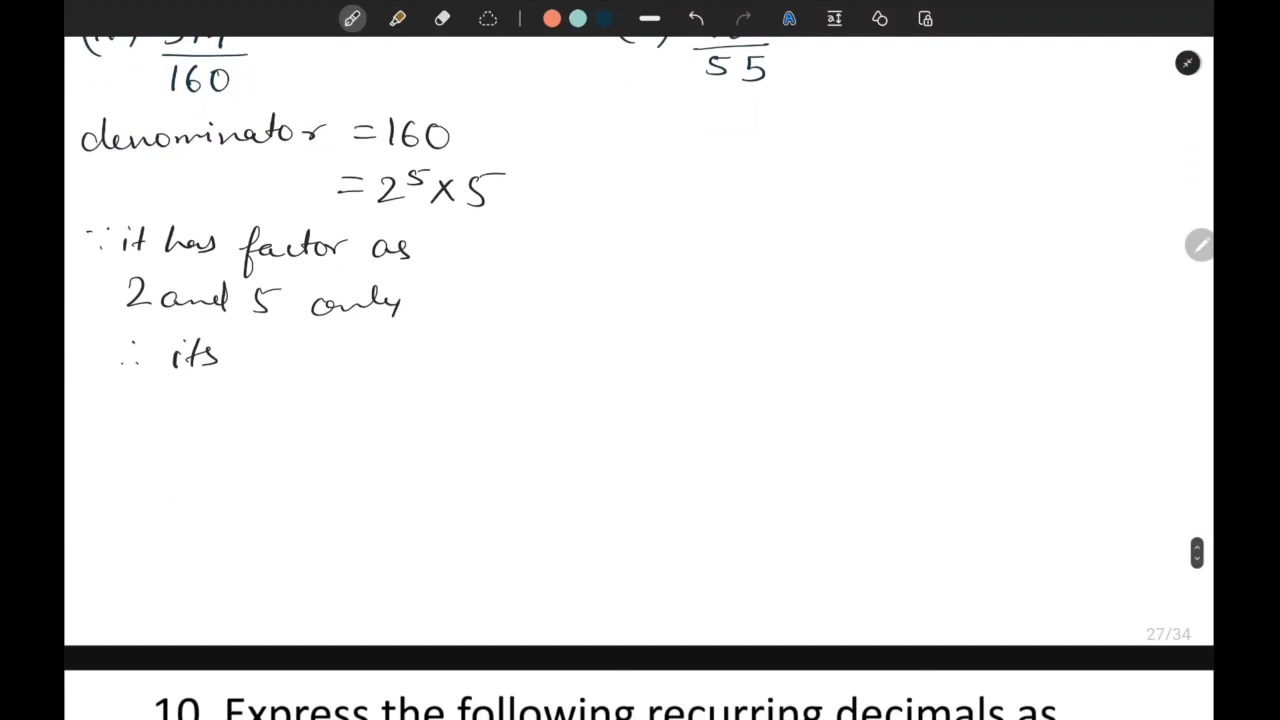 160
55
denominator = 160
= 2⁵ × 5
∵ it has factor as
2 and 5 only
∴ its
27/34
10. Express the following recurring decimals as